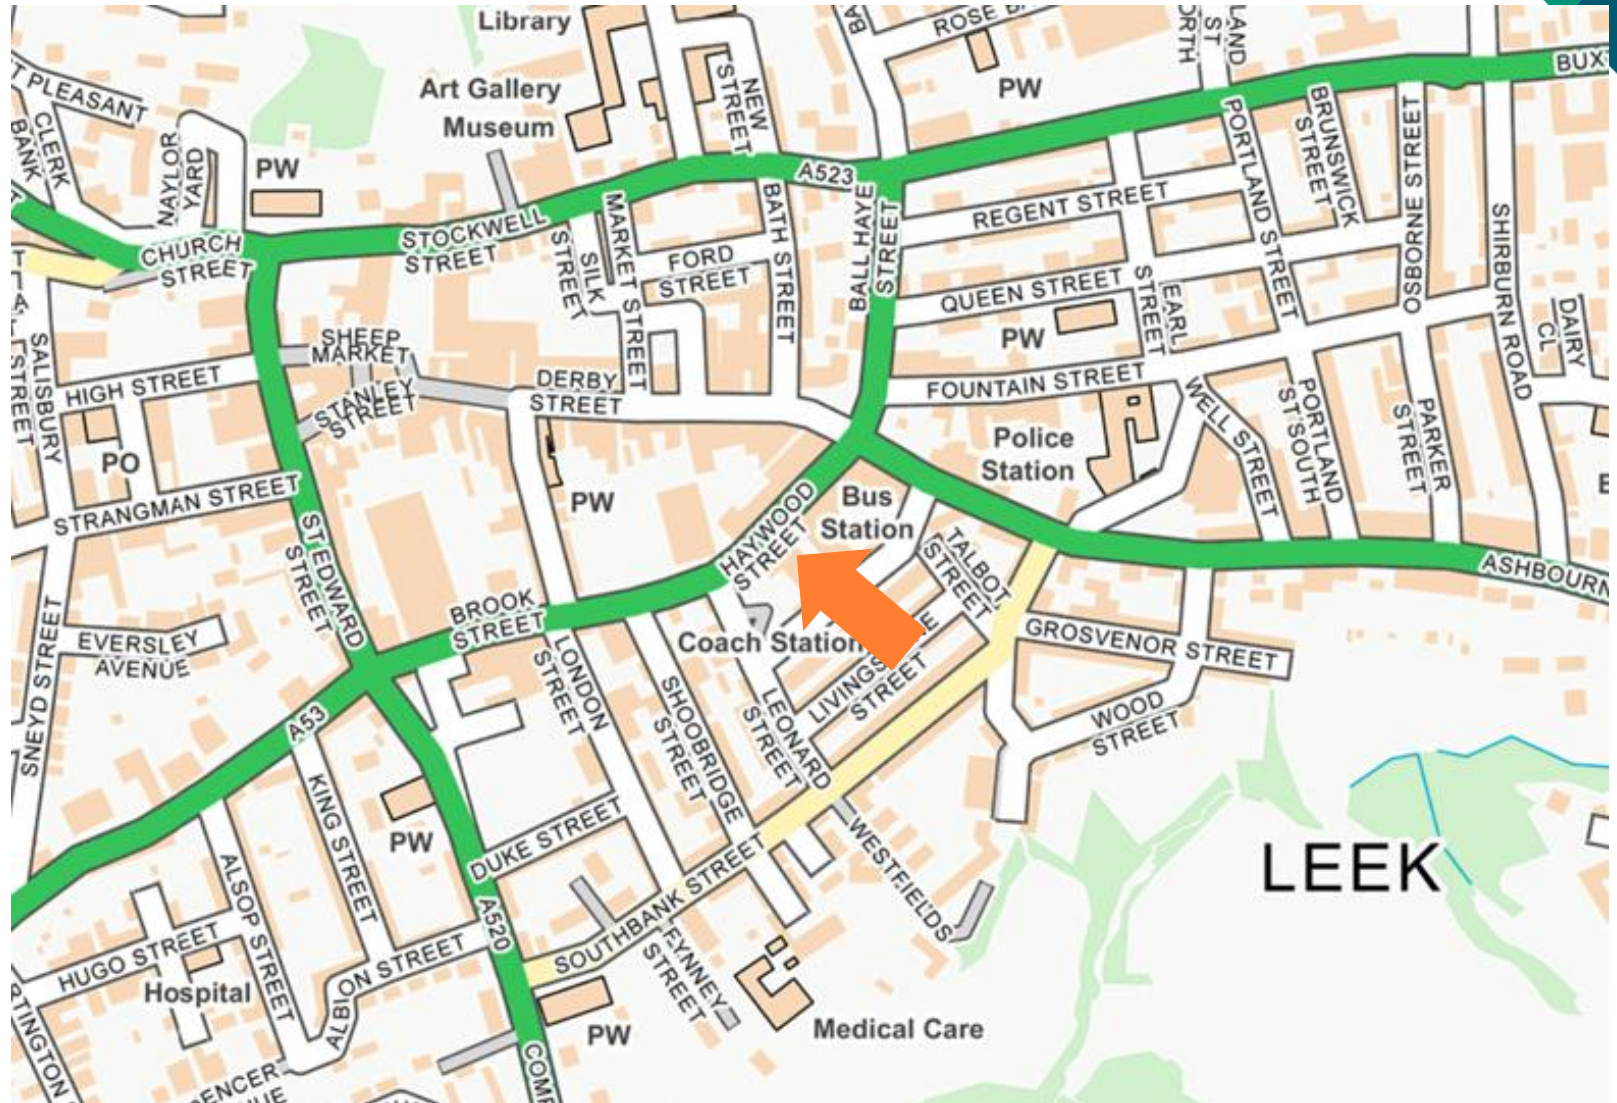 Library
ROSE
PW
BUX
T PLEASANT
CLERK
BANK
NAYLOR
YARD
PW
Art Gallery
Museum
NEW
STREET
A523
PORTLAND STREET
BRUNSWICK
STREET
OSBORNE STREET
SHIRBURN ROAD
DAIRY
CL
CHURCH
STREET
STOCKWELL
STREET
SILK
STREET
MARKET STREET
FORD
STREET
BATH STREET
BALL HAYE
STREET
REGENT STREET
QUEEN STREET
EARL
STREET
PW
FOUNTAIN STREET
SALISBURY
STREET
HIGH STREET
SHEEP
MARKET
STANLEY
STREET
DERBY
STREET
PO
STRANGMAN STREET
ST EDWARD
STREET
PW
HAYWOOD
STREET
Bus
Station
Police
Station
WELL STREET
PORTLAND
ST SOUTH
PARKER
STREET
ASHBOURN
SNEYD STREET
EVERSLEY
AVENUE
BROOK
STREET
LONDON
STREET
Coach Station
TALBOT
STREET
GROSVENOR STREET
WOOD
STREET
LIVINGS
STREET
LEONARD
STREET
SHOOBRIDGE
STREET
A53
KING STREET
PW
DUKE STREET
WESTFIELDS
LEEK
ALSOP STREET
HUGO STREET
Hospital
ALBION STREET
A520
SOUTHBANK STREET
FYNNEY
STREET
PW
Medical Care